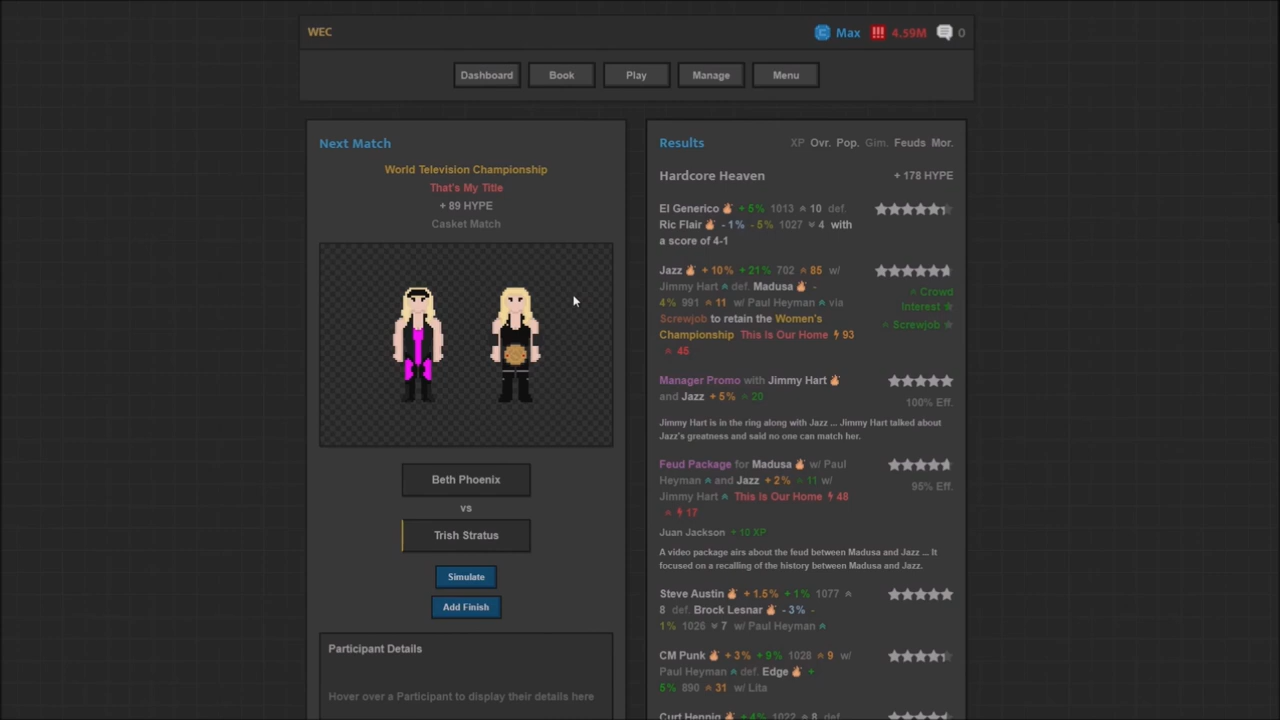 WEC
Max 4.59M 0
Dashboard Book Play Manage Menu
Next Match
World Television Championship
That's My Title
+ 89 HYPE
Casket Match
Beth Phoenix
vs
Trish Stratus
Simulate
Add Finish
Participant Details
Hover over a Participant to display their details here
Results XP Ovr. Pop. Gim. Feuds Mor.
Hardcore Heaven + 178 HYPE
El Generico + 5% 1013 10 def.
Ric Flair - 1% - 5% 1027 4 with
a score of 4-1
Jazz + 10% + 21% 702 85 w/
Jimmy Hart def. Madusa -
4% 991 11 w/ Paul Heyman via
Screwjob to retain the Women's
Championship This Is Our Home 93
45
Crowd
Interest
Screwjob
Manager Promo with Jimmy Hart
and Jazz + 5% 20
100% Eff.
Jimmy Hart is in the ring along with Jazz ... Jimmy Hart talked about
Jazz's greatness and said no one can match her.
Feud Package for Madusa w/ Paul
Heyman and Jazz + 2% 11 w/
Jimmy Hart This Is Our Home 48
17
95% Eff.
Juan Jackson + 10 XP
A video package airs about the feud between Madusa and Jazz ... It
focused on a recalling of the history between Madusa and Jazz.
Steve Austin + 1.5% + 1% 1077
8 def. Brock Lesnar - 3% -
1% 1026 7 w/ Paul Heyman
CM Punk + 3% + 9% 1028 9 w/
Paul Heyman def. Edge +
5% 890 31 w/ Lita
Curt Hennig + 4% 1022 8 def.